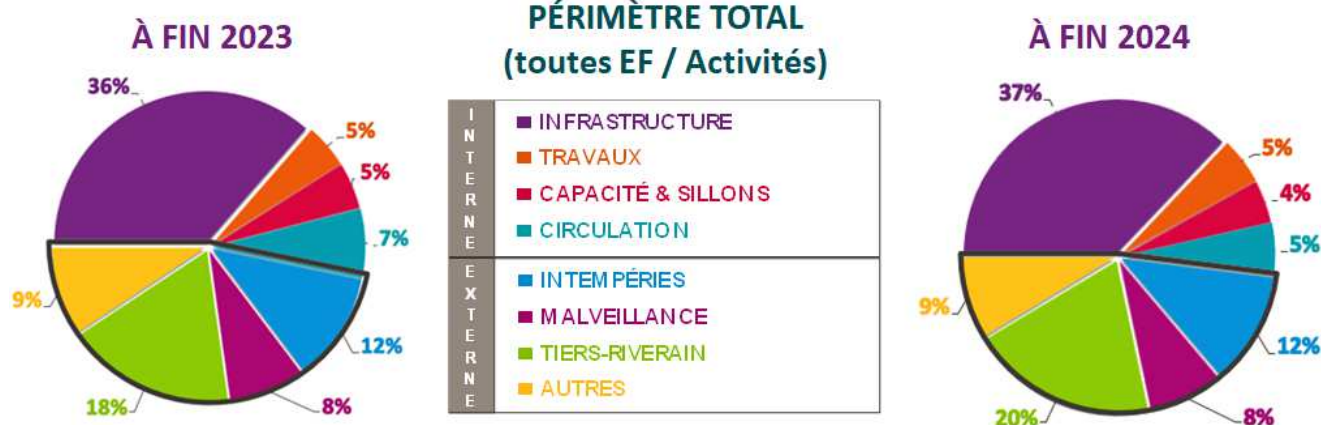 À FIN 2023
36%
5%
5%
7%
12%
8%
18%
9%
PÉRIMÈTRE TOTAL
(toutes EF / Activités)
INTERNE
INFRASTRUCTURE
TRAVAUX
CAPACITÉ & SILLONS
CIRCULATION
EXTERNE
INTEMPÉRIES
MALVEILLANCE
TIERS-RIVERAIN
AUTRES
À FIN 2024
37%
5%
4%
5%
12%
8%
20%
9%